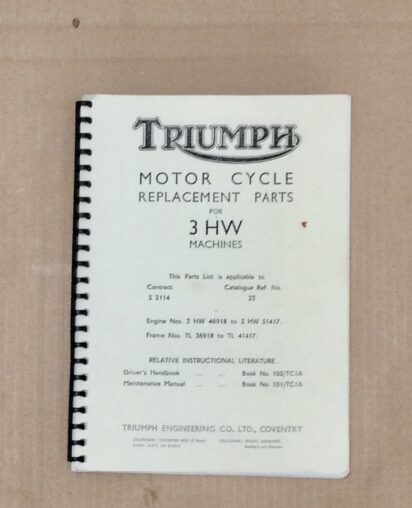 TRIUMPH
MOTOR CYCLE
REPLACEMENT PARTS
FOR
3 HW
MACHINES
This Parts List is applicable to
Contract Catalogue Ref No.
S 2114 23
Engine Nos. 3 HW 46918 to 3 HW 51417.
Frame Nos. TL 36918 to TL 41417.
RELATIVE INSTRUCTIONAL LITERATURE.
Driver's Handbook ... ... Book No. 102/TC1A
Maintenance Manual ... ... Book No. 101/TC1A
TRIUMPH ENGINEERING CO. LTD., COVENTRY